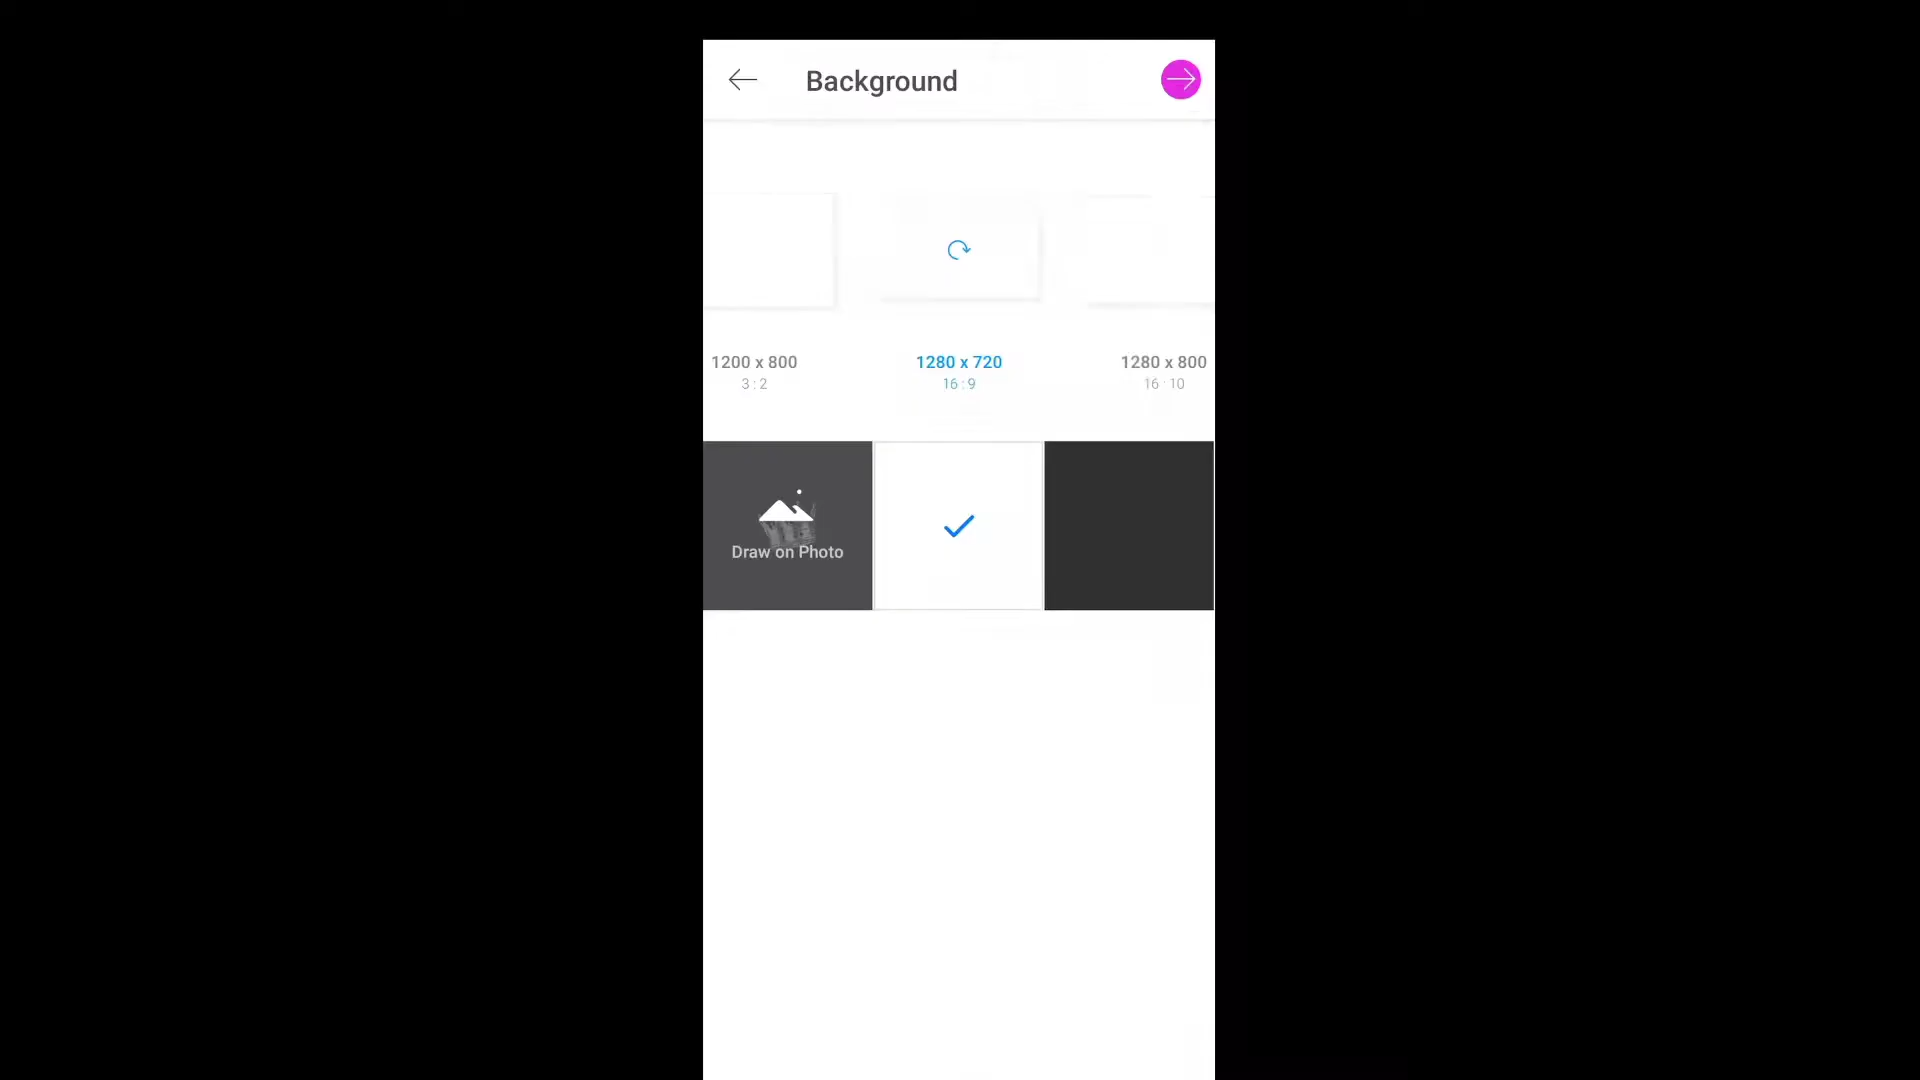 Background
1200 x 800
3 : 2
1280 x 720
16 : 9
1280 x 800
16 : 10
Draw on Photo